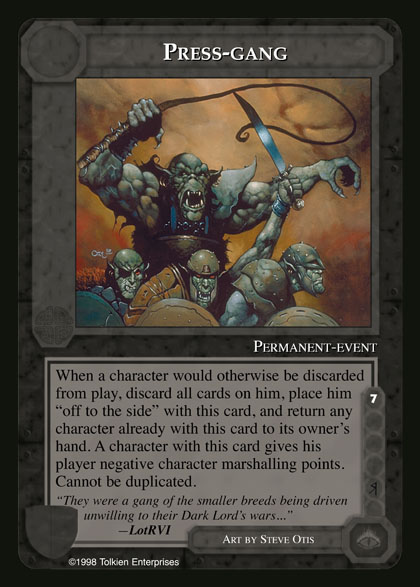 Press-gang
Permanent-event
When a character would otherwise be discarded
from play, discard all cards on him, place him
“off to the side” with this card, and return any
character already with this card to its owner’s
hand. A character with this card gives his
player negative character marshalling points.
Cannot be duplicated.
7
“They were a gang of the smaller breeds being driven
unwilling to their Dark Lord’s wars…”
—LotRVI
Art by Steve Otis
©1998 Tolkien Enterprises